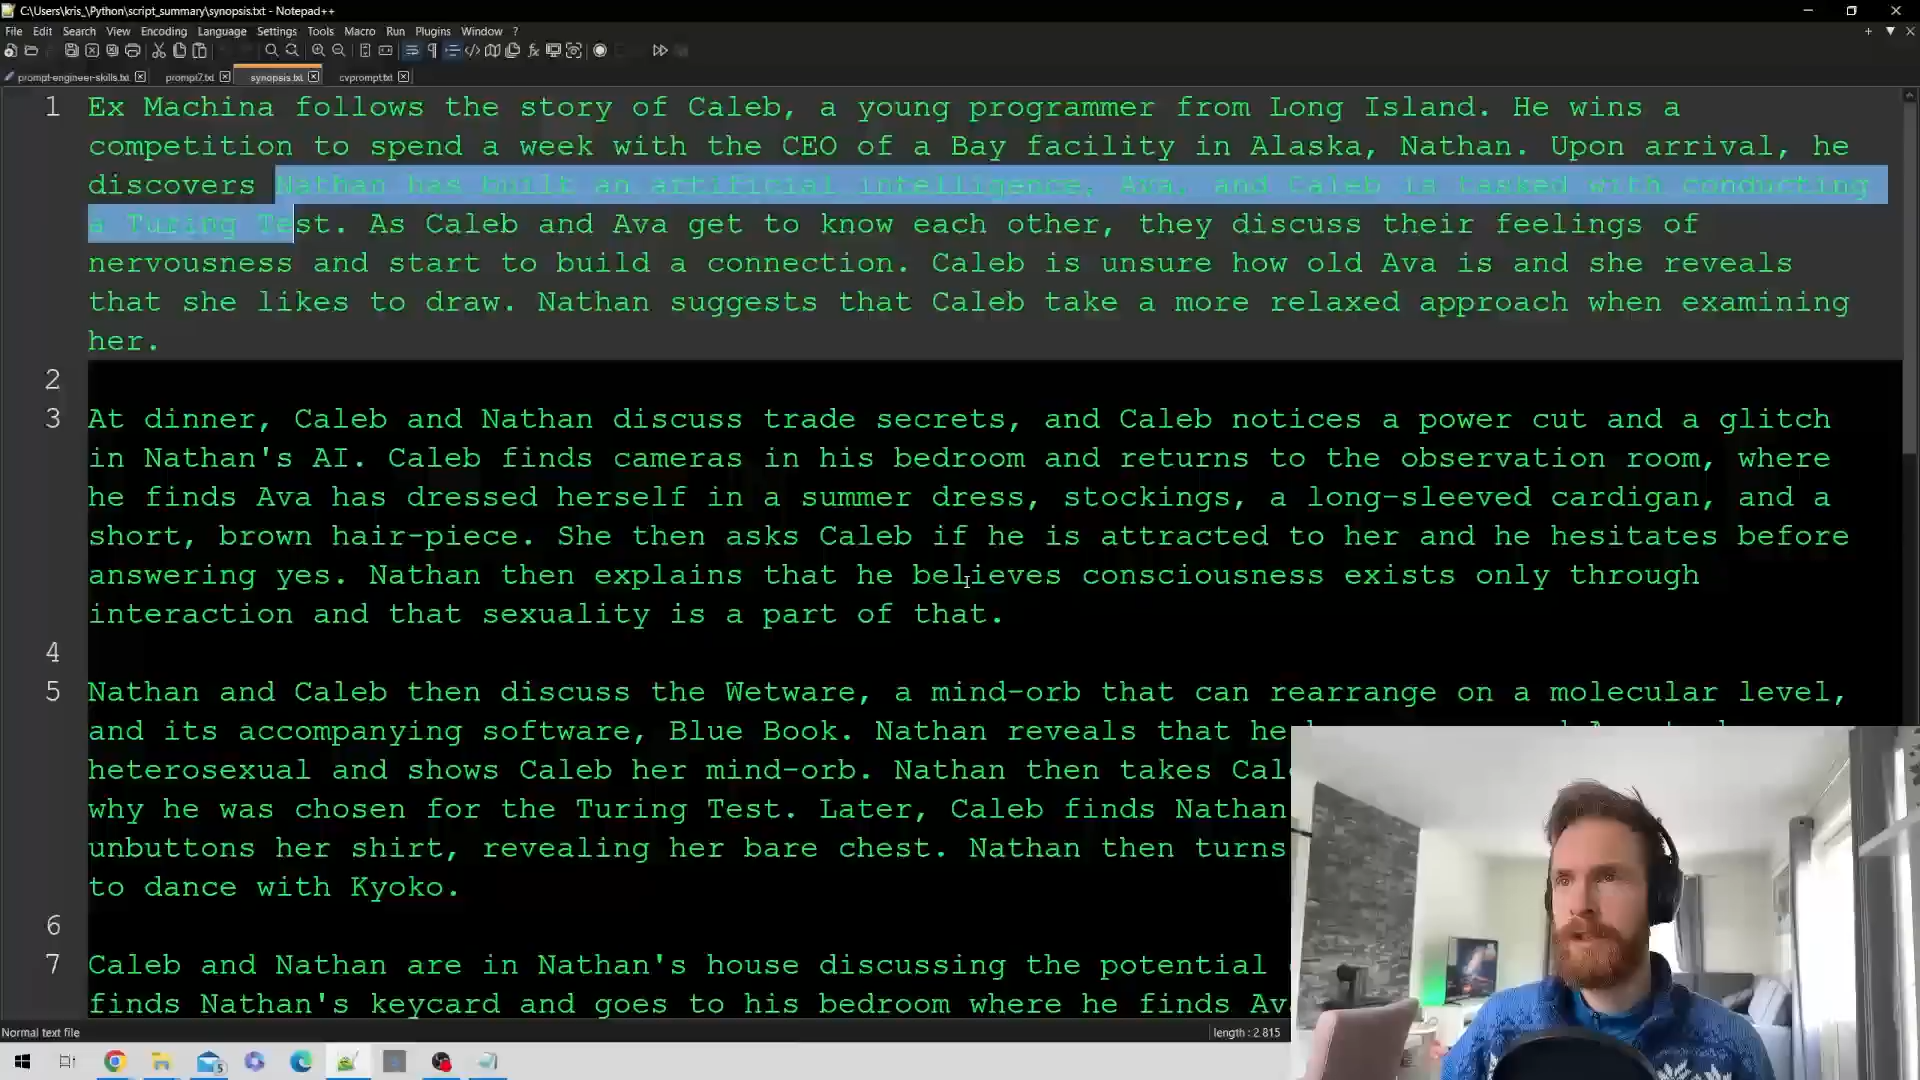 C:\Users\kris_\Python\script_summary\synopsis.txt - Notepad++
File Edit Search View Encoding Language Settings Tools Macro Run Plugins Window ?
prompt-engineer-skills.txt prompt7.txt synopsis.txt cvprompt.txt
1 Ex Machina follows the story of Caleb, a young programmer from Long Island. He wins a
competition to spend a week with the CEO of a Bay facility in Alaska, Nathan. Upon arrival, he
discovers Nathan has built an artificial intelligence, Ava, and Caleb is tasked with conducting
a Turing Test. As Caleb and Ava get to know each other, they discuss their feelings of
nervousness and start to build a connection. Caleb is unsure how old Ava is and she reveals
that she likes to draw. Nathan suggests that Caleb take a more relaxed approach when examining
her.
2
3 At dinner, Caleb and Nathan discuss trade secrets, and Caleb notices a power cut and a glitch
in Nathan's AI. Caleb finds cameras in his bedroom and returns to the observation room, where
he finds Ava has dressed herself in a summer dress, stockings, a long-sleeved cardigan, and a
short, brown hair-piece. She then asks Caleb if he is attracted to her and he hesitates before
answering yes. Nathan then explains that he believes consciousness exists only through
interaction and that sexuality is a part of that.
4
5 Nathan and Caleb then discuss the Wetware, a mind-orb that can rearrange on a molecular level,
and its accompanying software, Blue Book. Nathan reveals that he
heterosexual and shows Caleb her mind-orb. Nathan then takes
why he was chosen for the Turing Test. Later, Caleb finds Nathan
unbuttons her shirt, revealing her bare chest. Nathan then turns
to dance with Kyoko.
6
7 Caleb and Nathan are in Nathan's house discussing the potential
finds Nathan's keycard and goes to his bedroom where he finds
Normal text file
length : 2 815
5